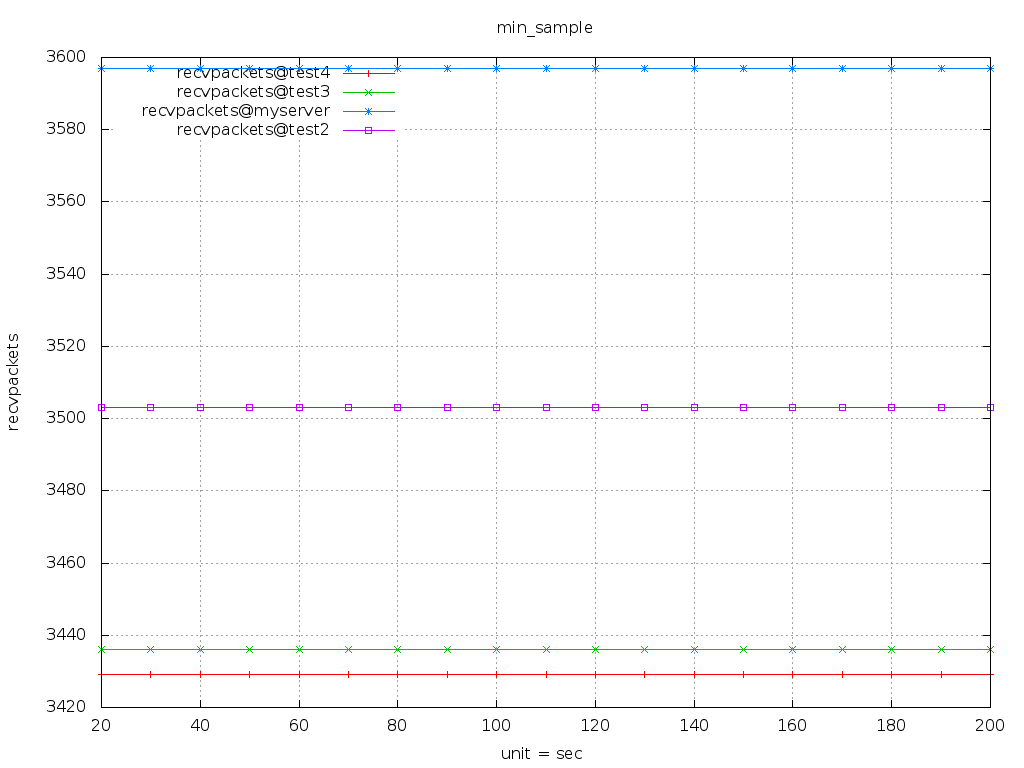 min_sample
3600
3580
3560
3540
3520
3500
3480
3460
3440
3420
recvpackets@test4
recvpackets@test3
recvpackets@myserver
recvpackets@test2
recvpackets
20 40 60 80 100 120 140 160 180 200
unit = sec